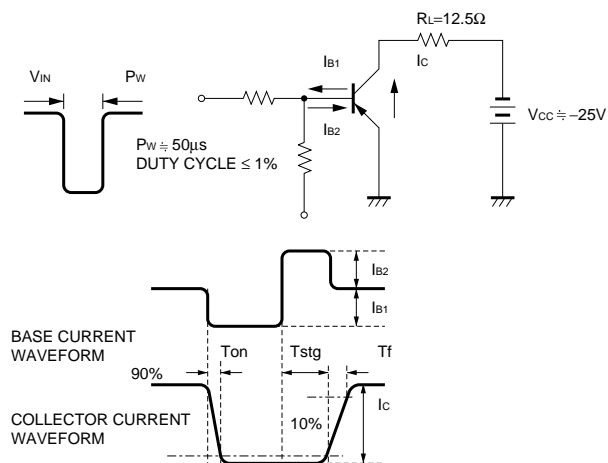 RL=12.5Ω
IB1
IC
VIN
PW
IB2
VCC ≒ –25V
PW ≒ 50μs
DUTY CYCLE ≤ 1%
IB2
IB1
BASE CURRENT
WAVEFORM
Ton
Tstg
Tf
90%
IC
10%
COLLECTOR CURRENT
WAVEFORM